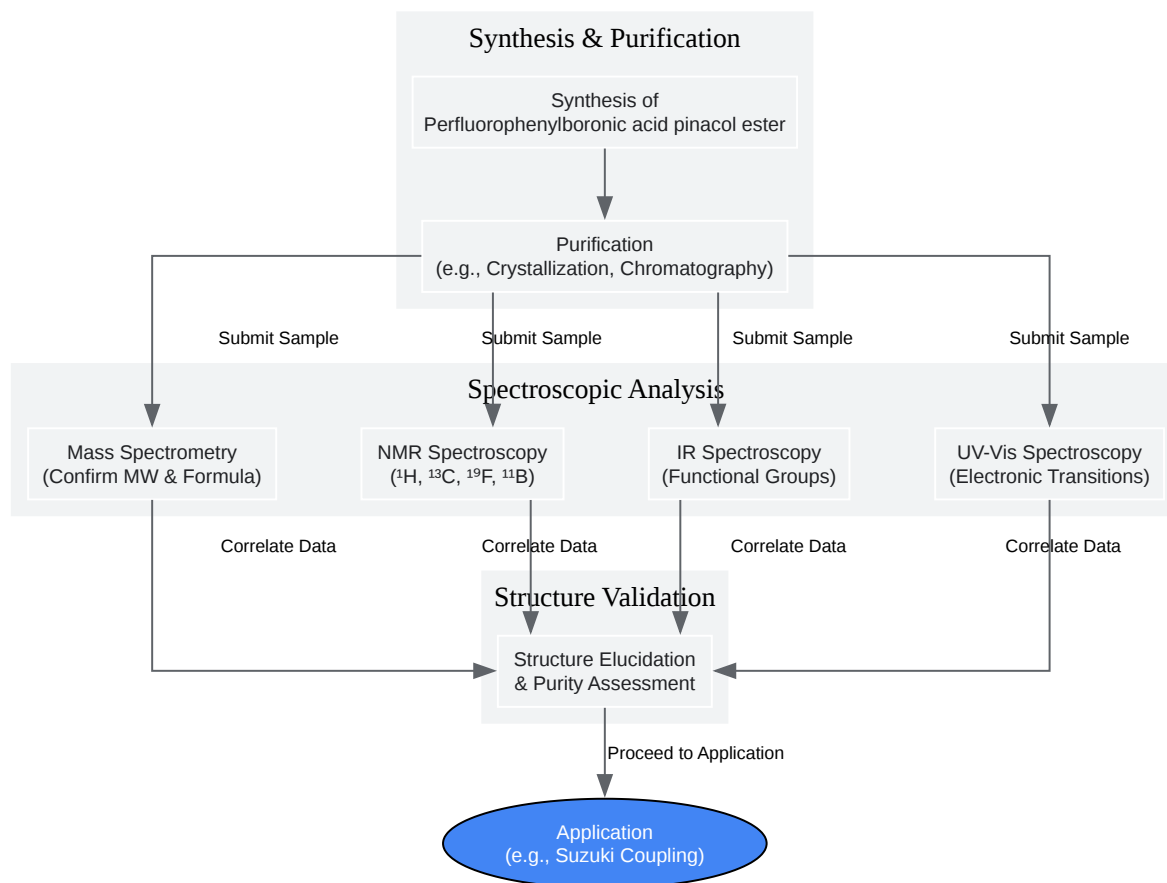 Synthesis & Purification
Synthesis of
Perfluorophenylboronic acid pinacol ester
Purification
(e.g., Crystallization, Chromatography)
Submit Sample
Submit Sample
Submit Sample
Submit Sample
Spectroscopic Analysis
Mass Spectrometry
(Confirm MW & Formula)
NMR Spectroscopy
(¹H, ¹³C, ¹⁹F, ¹¹B)
IR Spectroscopy
(Functional Groups)
UV-Vis Spectroscopy
(Electronic Transitions)
Correlate Data
Correlate Data
Correlate Data
Correlate Data
Structure Validation
Structure Elucidation
& Purity Assessment
Proceed to Application
Application
(e.g., Suzuki Coupling)